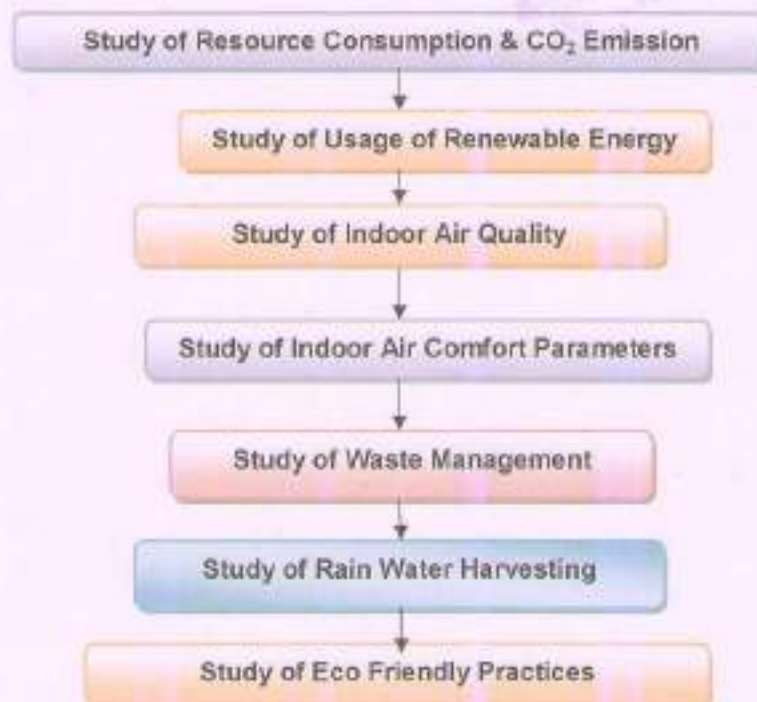 Study of Resource Consumption & CO₂ Emission
Study of Usage of Renewable Energy
Study of Indoor Air Quality
Study of Indoor Air Comfort Parameters
Study of Waste Management
Study of Rain Water Harvesting
Study of Eco Friendly Practices